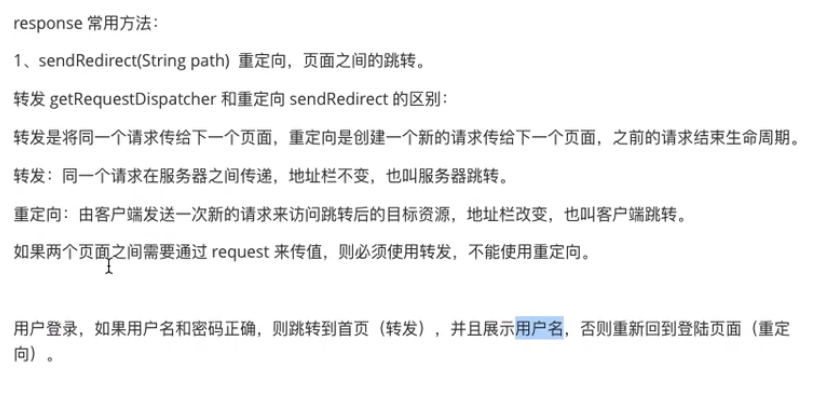 response 常用方法：
1、sendRedirect(String path)  重定向，页面之间的跳转。
转发 getRequestDispatcher 和重定向 sendRedirect 的区别：
转发是将同一个请求传给下一个页面，重定向是创建一个新的请求传给下一个页面，之前的请求结束生命周期。
转发：同一个请求在服务器之间传递，地址栏不变，也叫服务器跳转。
重定向：由客户端发送一次新的请求来访问跳转后的目标资源，地址栏改变，也叫客户端跳转。
如果两个页面之间需要通过 request 来传值，则必须使用转发，不能使用重定向。
用户登录，如果用户名和密码正确，则跳转到首页（转发），并且展示用户名，否则重新回到登陆页面（重定
向）。